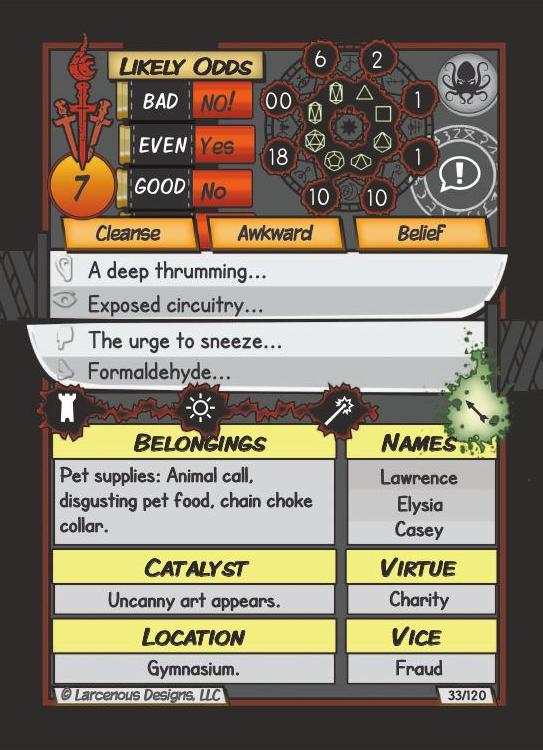 LIKELY ODDS
BAD NO!
EVEN Yes
GOOD No
7
6 2
00 1
18 1
10 10
!
Cleanse Awkward Belief
A deep thrumming...
Exposed circuitry...
The urge to sneeze...
Formaldehyde...
BELONGINGS
Pet supplies: Animal call,
disgusting pet food, chain choke
collar.
NAMES
Lawrence
Elysia
Casey
CATALYST
Uncanny art appears.
VIRTUE
Charity
LOCATION
Gymnasium.
VICE
Fraud
© Larcenous Designs, LLC
33/120